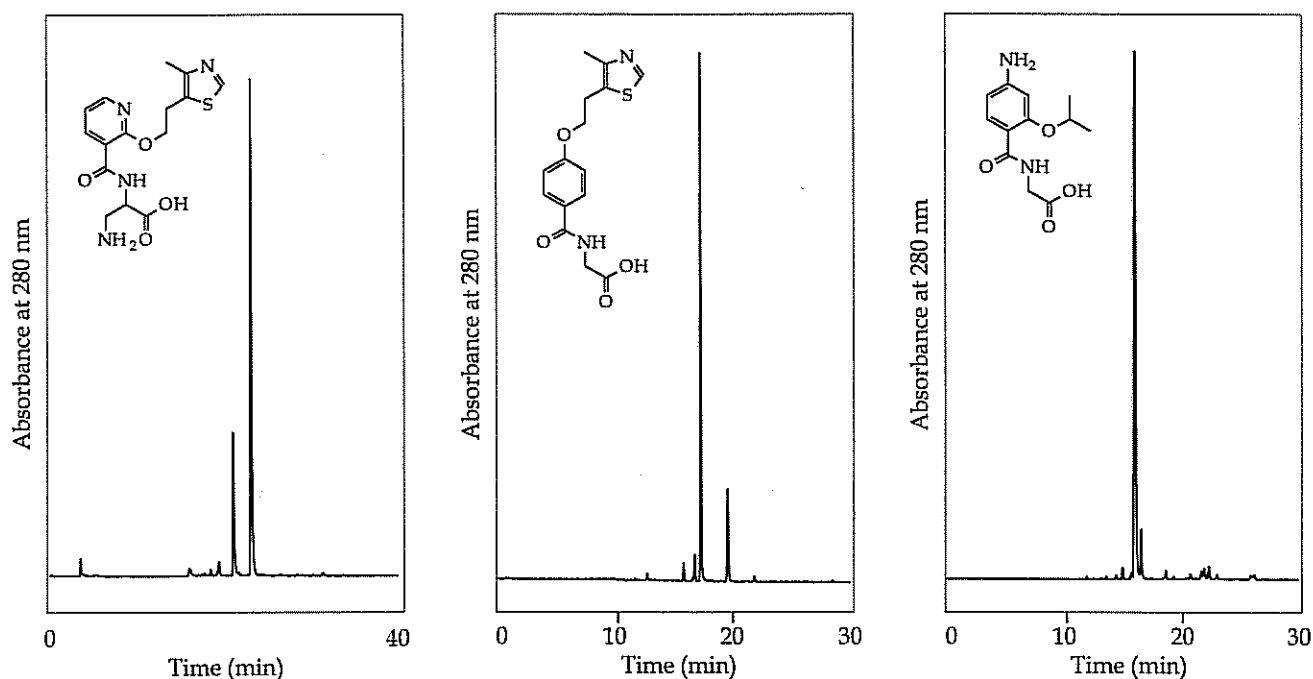 Absorbance at 280 nm
N
S
N
O
O
NH
OH
NH2
O
0
40
Time (min)
Absorbance at 280 nm
N
S
O
O
NH
OH
O
0
10
20
30
Time (min)
Absorbance at 280 nm
NH2
O
O
NH
OH
O
0
10
20
30
Time (min)